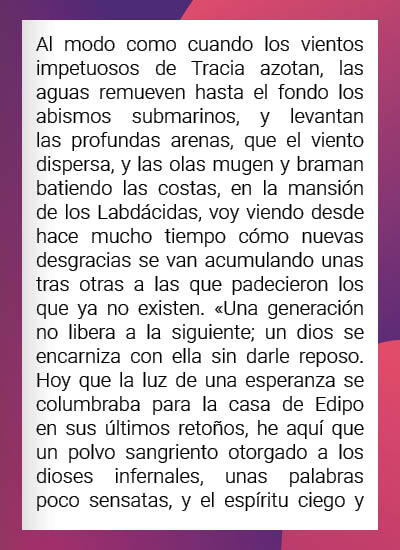 Al modo como cuando los vientos
impetuosos de Tracia azotan, las
aguas remueven hasta el fondo los
abismos submarinos, y levantan
las profundas arenas, que el viento
dispersa, y las olas mugen y braman
batiendo las costas, en la mansión
de los Labdácidas, voy viendo desde
hace mucho tiempo cómo nuevas
desgracias se van acumulando unas
tras otras a las que padecieron los
que ya no existen. «Una generación
no libera a la siguiente; un dios se
encarniza con ella sin darle reposo.
Hoy que la luz de una esperanza se
columbraba para la casa de Edipo
en sus últimos retoños, he aquí que
un polvo sangriento otorgado a los
dioses infernales, unas palabras
poco sensatas, y el espíritu ciego y